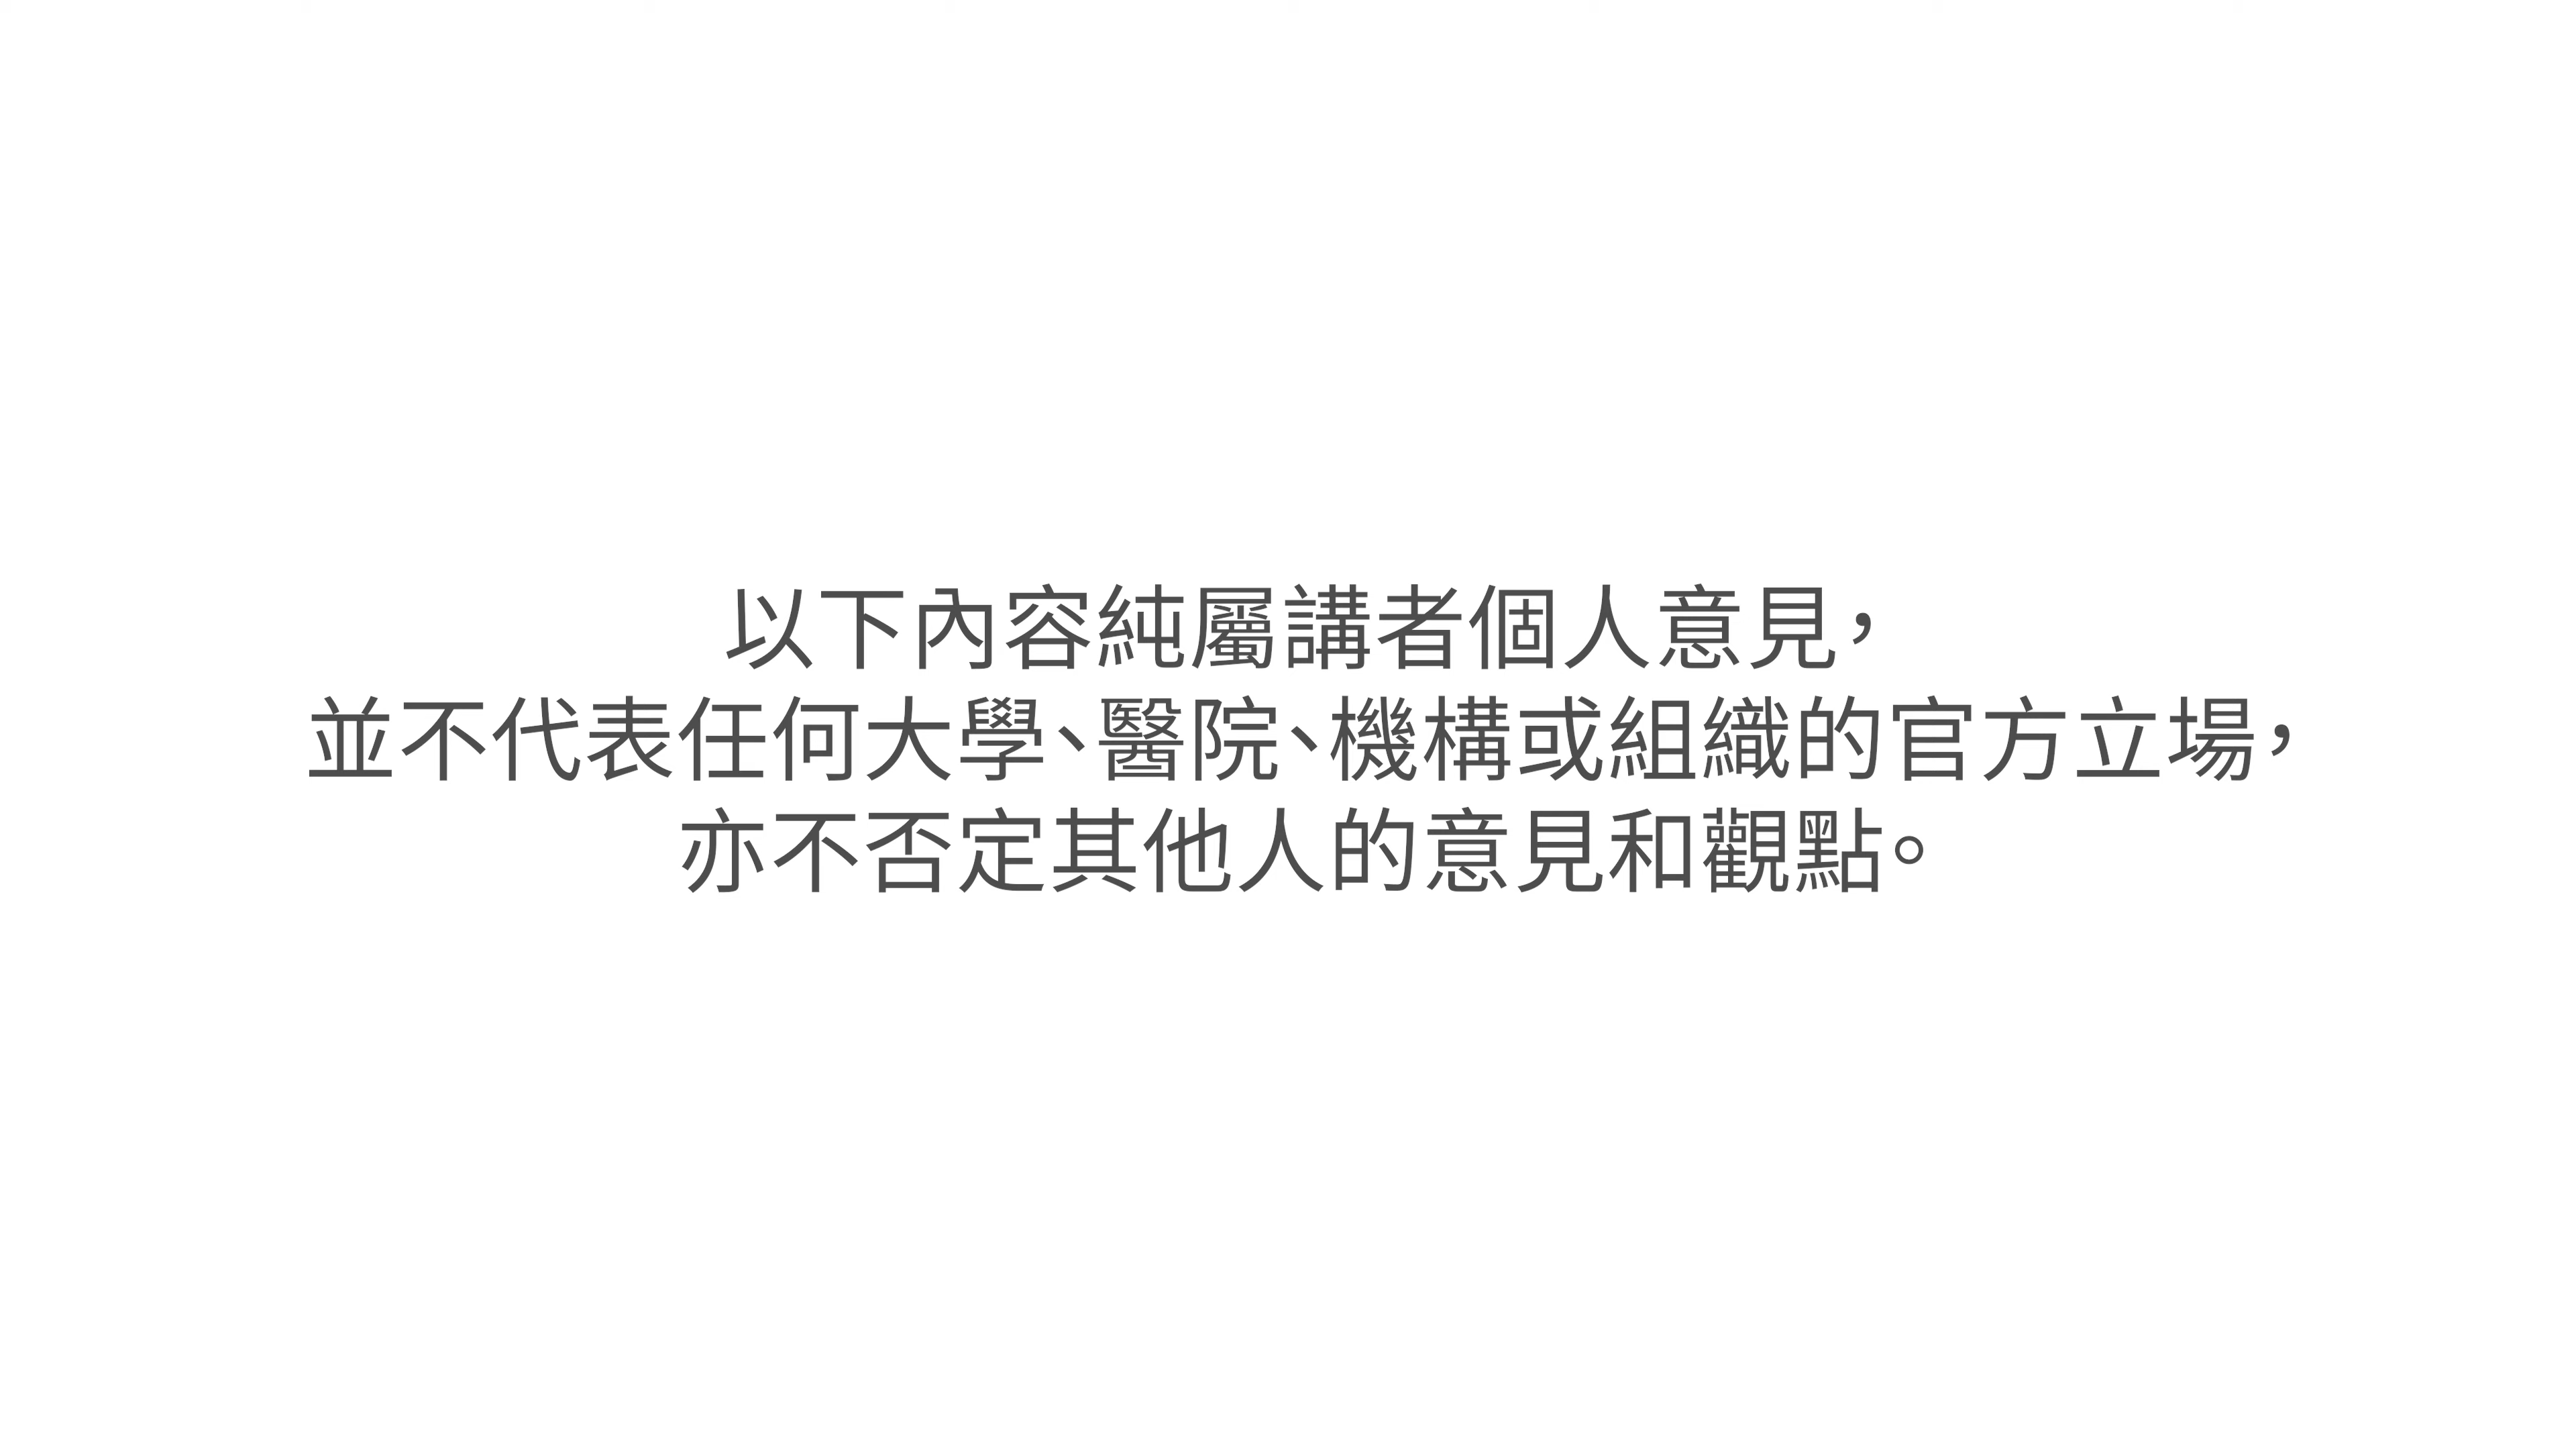 以下內容純屬講者個人意見，
並不代表任何大學、醫院、機構或組織的官方立場，
亦不否定其他人的意見和觀點。